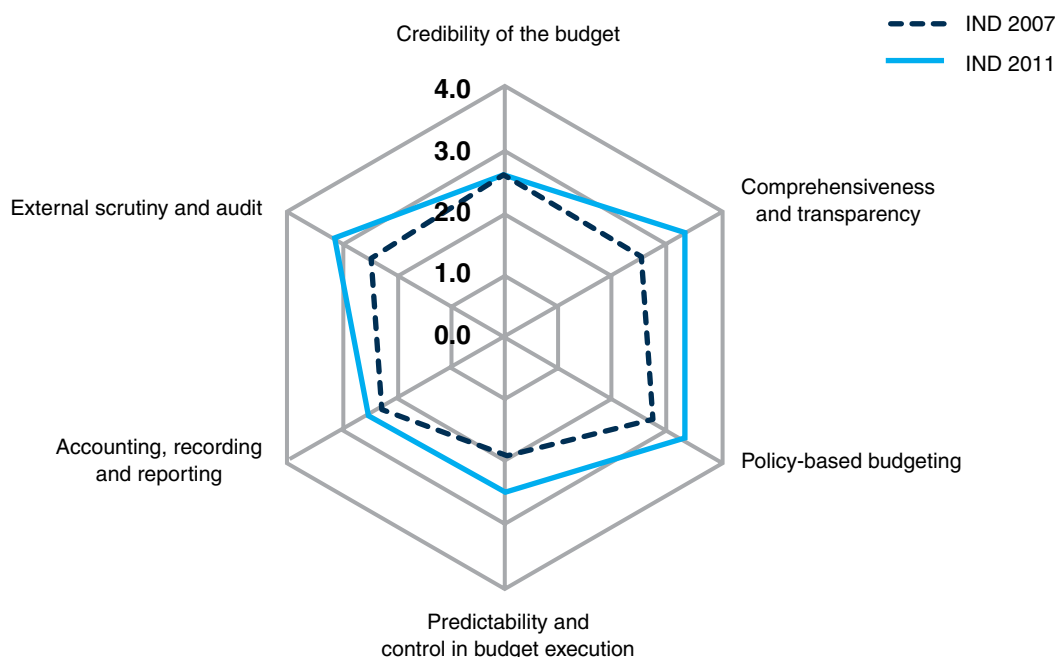 IND 2007
IND 2011
Credibility of the budget
4.0
3.0
2.0
1.0
0.0
Comprehensiveness
and transparency
Policy-based budgeting
Predictability and
control in budget execution
Accounting, recording
and reporting
External scrutiny and audit